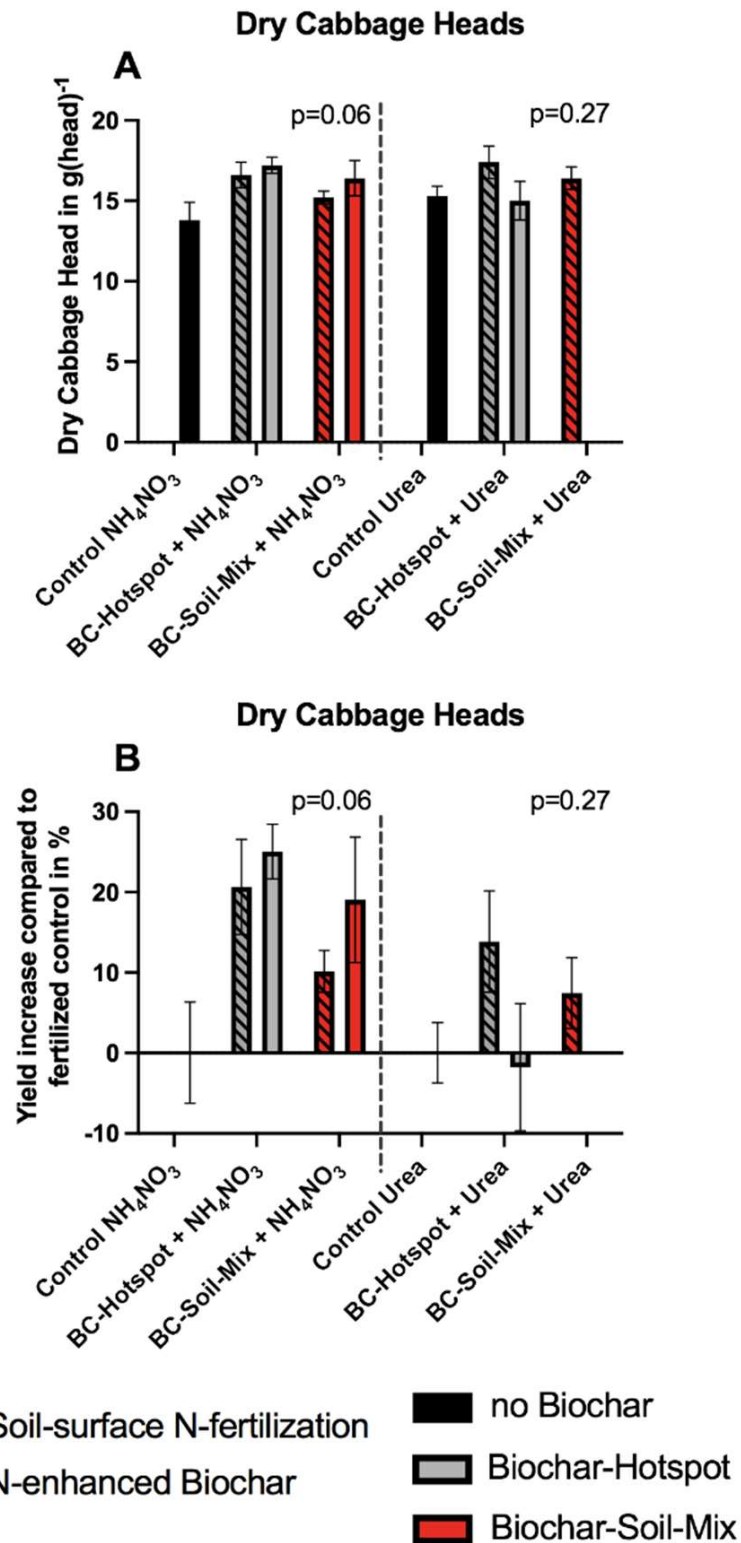 Dry Cabbage Heads
A
Dry Cabbage Head in g(head)⁻¹
p=0.06
p=0.27
20
15
10
5
0
Control NH₄NO₃
BC-Hotspot + NH₄NO₃
BC-Soil-Mix + NH₄NO₃
Control Urea
BC-Hotspot + Urea
BC-Soil-Mix + Urea
Dry Cabbage Heads
B
Yield increase compared to
fertilized control in %
p=0.06
p=0.27
30
20
10
0
-10
Control NH₄NO₃
BC-Hotspot + NH₄NO₃
BC-Soil-Mix + NH₄NO₃
Control Urea
BC-Hotspot + Urea
BC-Soil-Mix + Urea
Soil-surface N-fertilization
N-enhanced Biochar
no Biochar
Biochar-Hotspot
Biochar-Soil-Mix